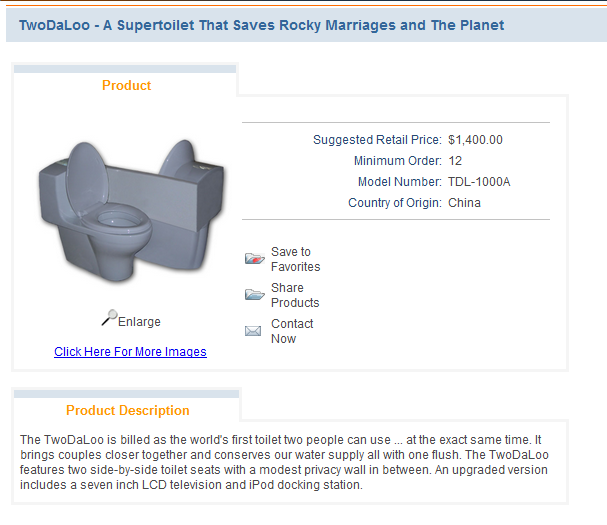 TwoDaLoo - A Supertoilet That Saves Rocky Marriages and The Planet
Product
Suggested Retail Price: $1,400.00
Minimum Order: 12
Model Number: TDL-1000A
Country of Origin: China
Save to
Favorites
Share
Products
Contact
Now
Enlarge
Click Here For More Images
Product Description
The TwoDaLoo is billed as the world's first toilet two people can use ... at the exact same time. It
brings couples closer together and conserves our water supply all with one flush. The TwoDaLoo
features two side-by-side toilet seats with a modest privacy wall in between. An upgraded version
includes a seven inch LCD television and iPod docking station.